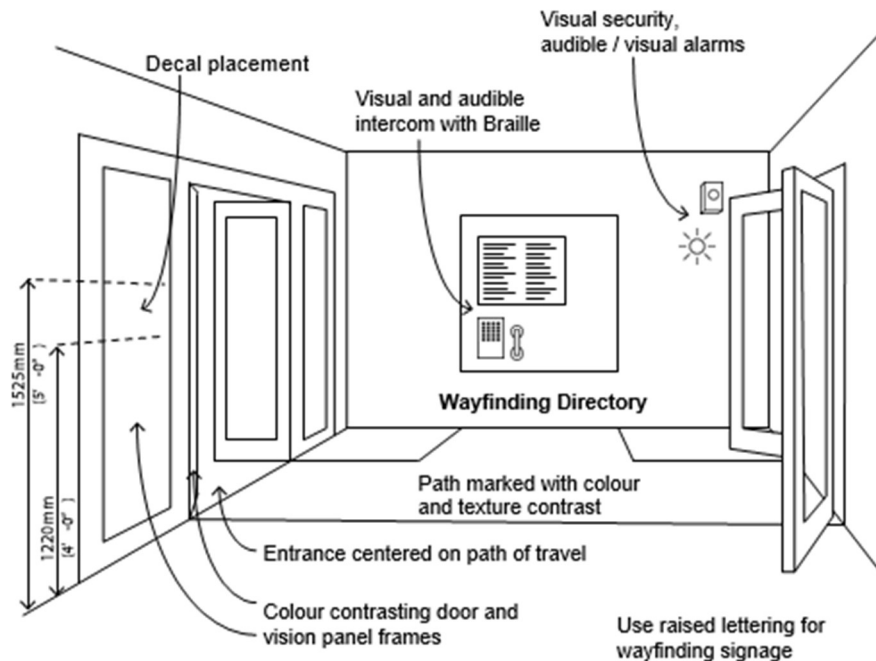 Visual security,
audible / visual alarms
Decal placement
Visual and audible
intercom with Braille
1525mm
(5' -0")
1220mm
(4' -0")
Wayfinding Directory
Path marked with colour
and texture contrast
Entrance centered on path of travel
Colour contrasting door and
vision panel frames
Use raised lettering for
wayfinding signage